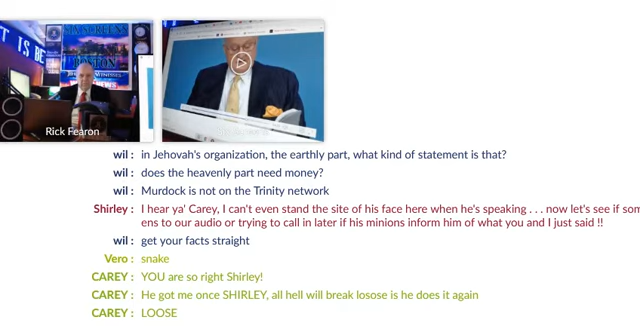 T IS BE
JW SCREENS
BOSTON
Rick Fearon
wil : in Jehovah's organization, the earthly part, what kind of statement is that?
wil : does the heavenly part need money?
wil : Murdock is not on the Trinity network
Shirley : I hear ya' Carey, I can't even stand the site of his face here when he's speaking . . . now let's see if som
ens to our audio or trying to call in later if his minions inform him of what you and I just said !!
wil : get your facts straight
Vero : snake
CAREY : YOU are so right Shirley!
CAREY : He got me once SHIRLEY, all hell will break losose is he does it again
CAREY : LOOSE